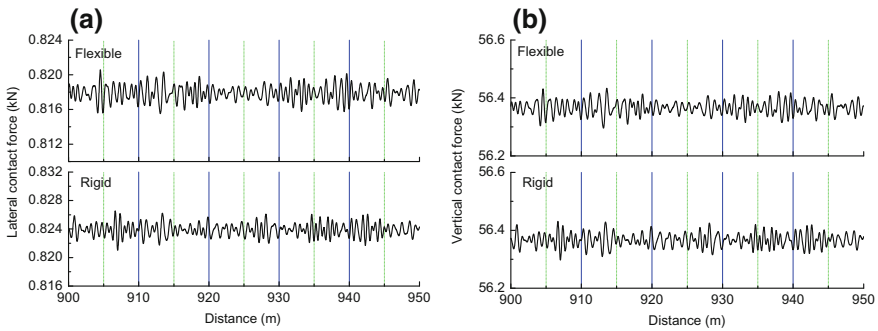 (a)
0.824
Flexible
0.820
0.816
0.812
0.832
Rigid
0.828
0.824
0.820
0.816
Lateral contact force (kN)
900
910
920
930
940
950
Distance (m)
(b)
56.6
Flexible
56.4
56.2
56.6
Rigid
56.4
56.2
Vertical contact force (kN)
900
910
920
930
940
950
Distance (m)